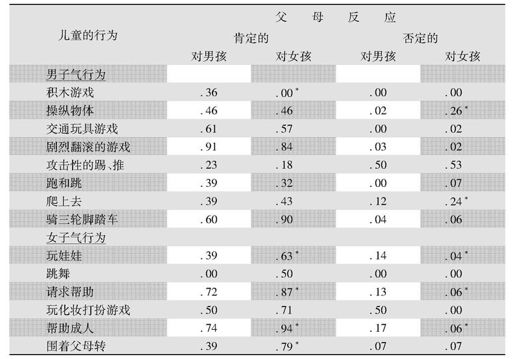 父 母 反 应
儿童的行为 肯定的 否定的
对男孩 对女孩 对男孩 对女孩
男子气行为
积木游戏 .36 .00* .00 .00
操纵物体 .46 .46 .02 .26*
交通玩具游戏 .61 .57 .00 .02
剧烈翻滚的游戏 .91 .84 .03 .02
攻击性的踢、推 .23 .18 .50 .53
跑和跳 .39 .32 .00 .07
爬上去 .39 .43 .12 .24*
骑三轮脚踏车 .60 .90 .04 .06
女子气行为
玩娃娃 .39 .63* .14 .04*
跳舞 .00 .50 .00 .00
请求帮助 .72 .87* .13 .06*
玩化妆打扮游戏 .50 .71 .50 .00
帮助成人 .74 .94* .17 .06*
围着父母转 .39 .79* .07 .07